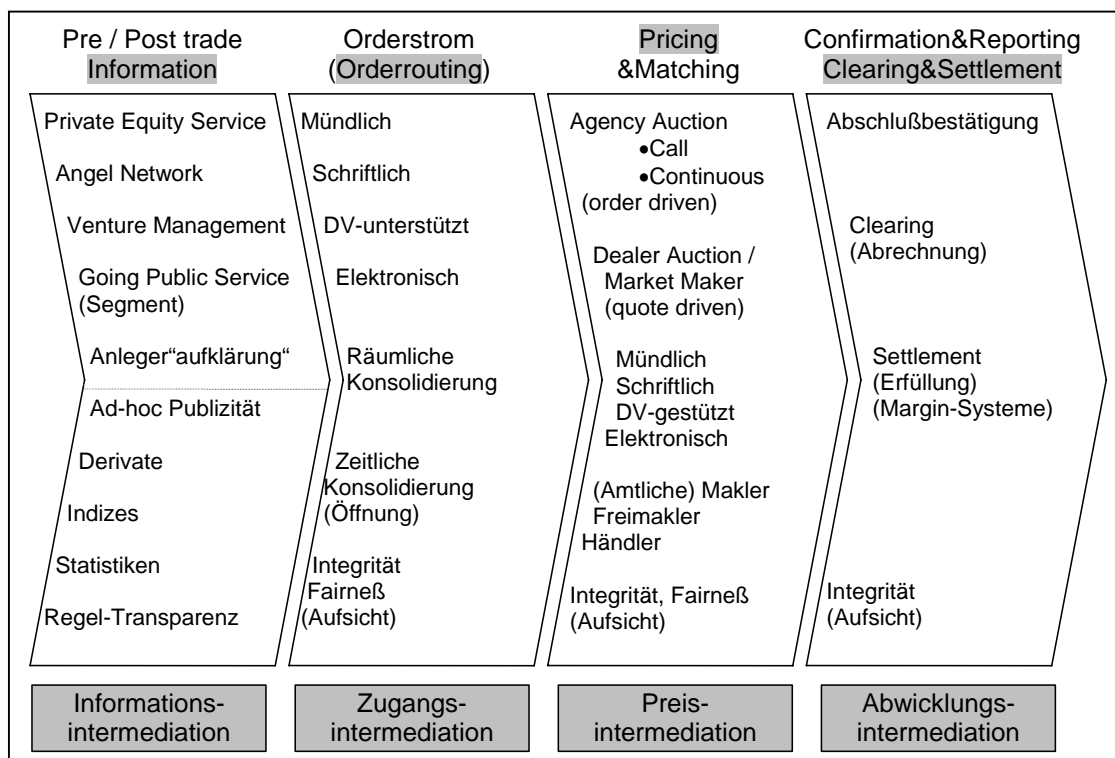 Pre / Post trade
Information
Private Equity Service
Angel Network
Venture Management
Going Public Service
(Segment)
Anleger“aufklärung“
Ad-hoc Publizität
Derivate
Indizes
Statistiken
Regel-Transparenz
Informations-
intermediation
Orderstrom
(Orderrouting)
Mündlich
Schriftlich
DV-unterstützt
Elektronisch
Räumliche
Konsolidierung
Zeitliche
Konsolidierung
(Öffnung)
Integrität
Fairneß
(Aufsicht)
Zugangs-
intermediation
Pricing
&Matching
Agency Auction
•Call
•Continuous
(order driven)
Dealer Auction /
Market Maker
(quote driven)
Mündlich
Schriftlich
DV-gestützt
Elektronisch
(Amtliche) Makler
Freimakler
Händler
Integrität, Fairneß
(Aufsicht)
Preis-
intermediation
Confirmation&Reporting
Clearing&Settlement
Abschlußbestätigung
Clearing
(Abrechnung)
Settlement
(Erfüllung)
(Margin-Systeme)
Integrität
(Aufsicht)
Abwicklungs-
intermediation